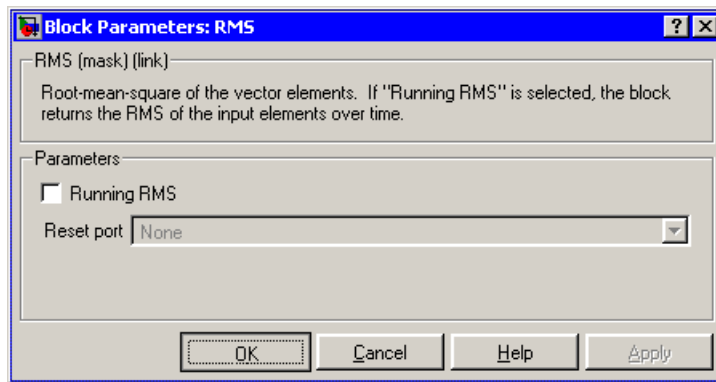 Block Parameters: RMS
RMS (mask) (link)
Root-mean-square of the vector elements. If "Running RMS" is selected, the block
returns the RMS of the input elements over time.
Parameters
Running RMS
Reset port None
OK Cancel Help Apply